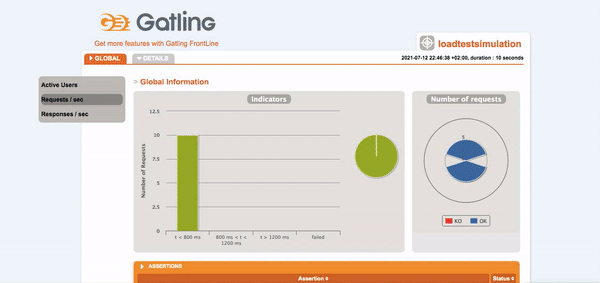 Gatling
Get more features with Gatling FrontLine
loadtestsimulation
GLOBAL
DETAILS
2021-07-12 22:46:38 +02:00, duration : 10 seconds
Active Users
Requests / sec
Responses / sec
> Global Information
Indicators
Number of requests
12.5
10
7.5
5
2.5
0
Number of Requests
t < 800 ms
800 ms < t <
1200 ms
t > 1200 ms
failed
KO
OK
ASSERTIONS
Assertion
Status